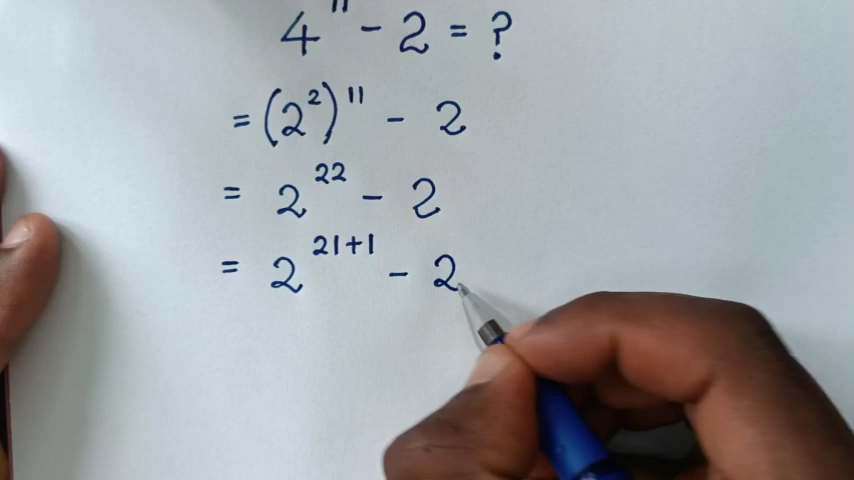 4^11 - 2 = ?
= (2^2)^11 - 2
= 2^22 - 2
= 2^21+1 - 2